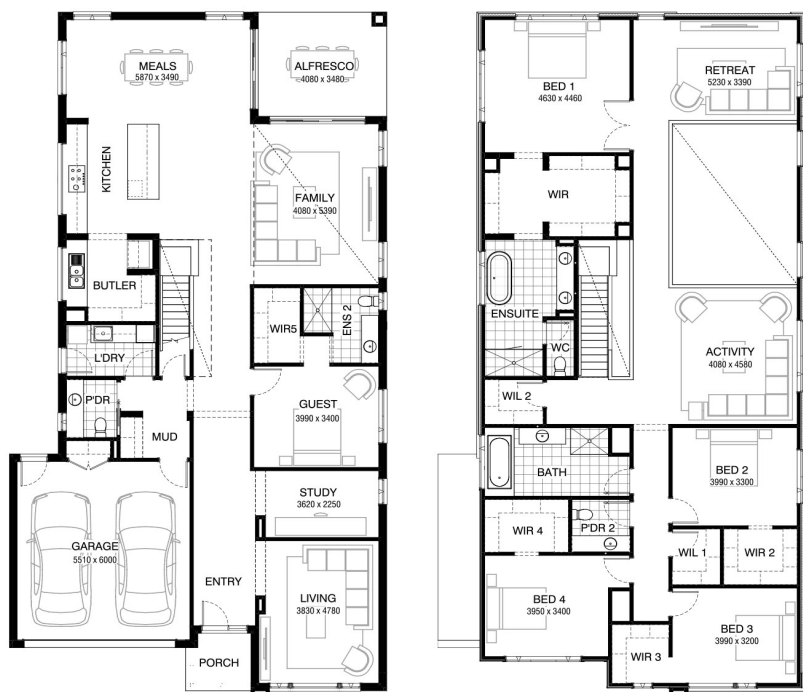 MEALS
5870 x 3490
ALFRESCO
4080 x 3480
KITCHEN
FAMILY
4080 x 5390
BUTLER
WIR5
ENS 2
L'DRY
P'DR
GUEST
3990 x 3400
MUD
STUDY
3620 x 2250
GARAGE
5510 x 6000
ENTRY
LIVING
3830 x 4780
PORCH
BED 1
4630 x 4460
RETREAT
5230 x 3390
WIR
ENSUITE
WC
ACTIVITY
4080 x 4580
WIL 2
BATH
BED 2
3990 x 3300
WIR 4
P'DR 2
WIL 1
WIR 2
BED 4
3950 x 3400
BED 3
3990 x 3200
WIR 3